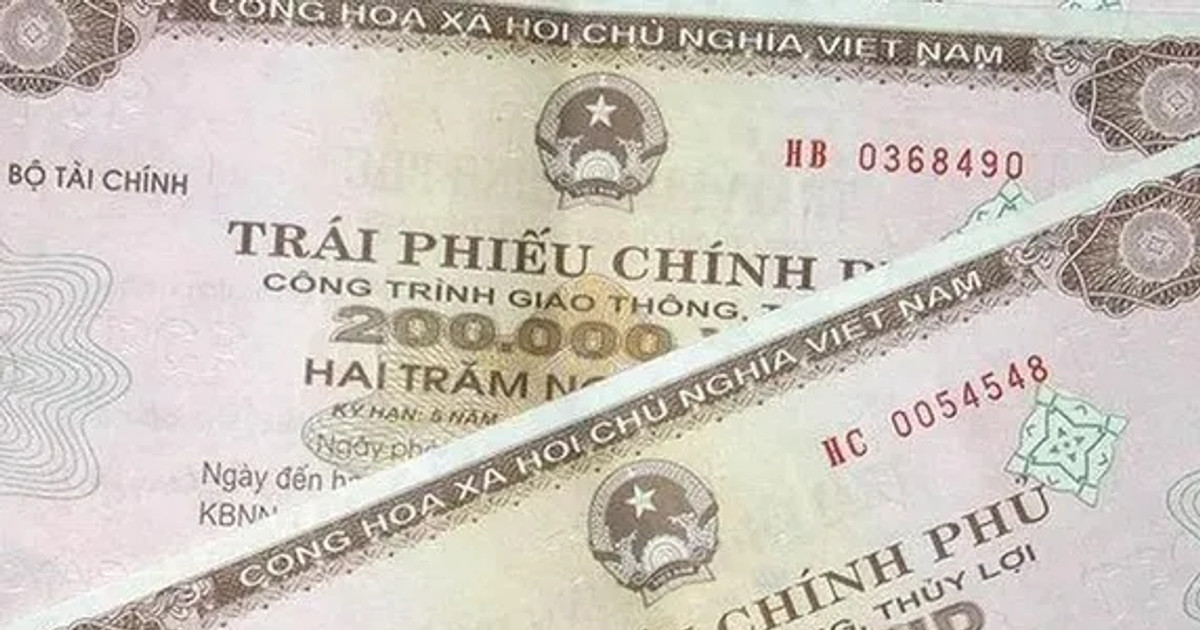 CỘNG HÒA XÃ HỘI CHỦ NGHĨA VIỆT NAM
BỘ TÀI CHÍNH
HB 0368490
TRÁI PHIẾU CHÍNH
CÔNG TRÌNH GIAO THÔNG,
200.000
HAI TRĂM
KỲ HẠN: 5 NĂM
Ngày
Ngày đến
KBNN
CỘNG HÒA XÃ HỘI CHỦ NGHĨA VIỆT NAM
HC 0054548
CHÍNH PHỦ
THỦY LỢI